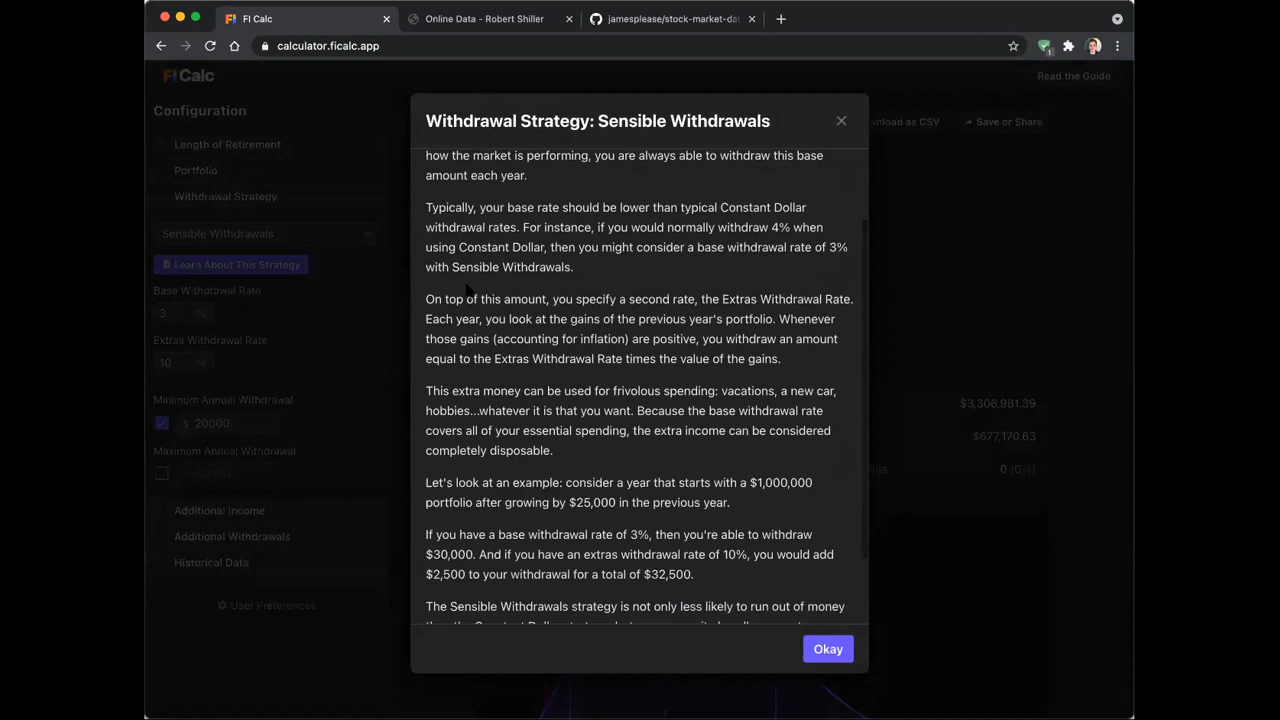 FI Calc
Online Data - Robert Shiller
jamesplease/stock-market-da
calculator.ficalc.app
1
FI Calc
Read the Guide
Configuration
Length of Retirement
Portfolio
Withdrawal Strategy
Sensible Withdrawals
Learn About This Strategy
Base Withdrawal Rate
3 %
Extras Withdrawal Rate
10 %
Minimum Annual Withdrawal
$ 20000
Maximum Annual Withdrawal
Additional Income
Additional Withdrawals
Historical Data
User Preferences
as CSV
Save or Share
$3,306,981.39
$677,170.63
0 (0%)
Withdrawal Strategy: Sensible Withdrawals
how the market is performing, you are always able to withdraw this base
amount each year.
Typically, your base rate should be lower than typical Constant Dollar
withdrawal rates. For instance, if you would normally withdraw 4% when
using Constant Dollar, then you might consider a base withdrawal rate of 3%
with Sensible Withdrawals.
On top of this amount, you specify a second rate, the Extras Withdrawal Rate.
Each year, you look at the gains of the previous year's portfolio. Whenever
those gains (accounting for inflation) are positive, you withdraw an amount
equal to the Extras Withdrawal Rate times the value of the gains.
This extra money can be used for frivolous spending: vacations, a new car,
hobbies...whatever it is that you want. Because the base withdrawal rate
covers all of your essential spending, the extra income can be considered
completely disposable.
Let's look at an example: consider a year that starts with a $1,000,000
portfolio after growing by $25,000 in the previous year.
If you have a base withdrawal rate of 3%, then you're able to withdraw
$30,000. And if you have an extras withdrawal rate of 10%, you would add
$2,500 to your withdrawal for a total of $32,500.
The Sensible Withdrawals strategy is not only less likely to run out of money
Okay